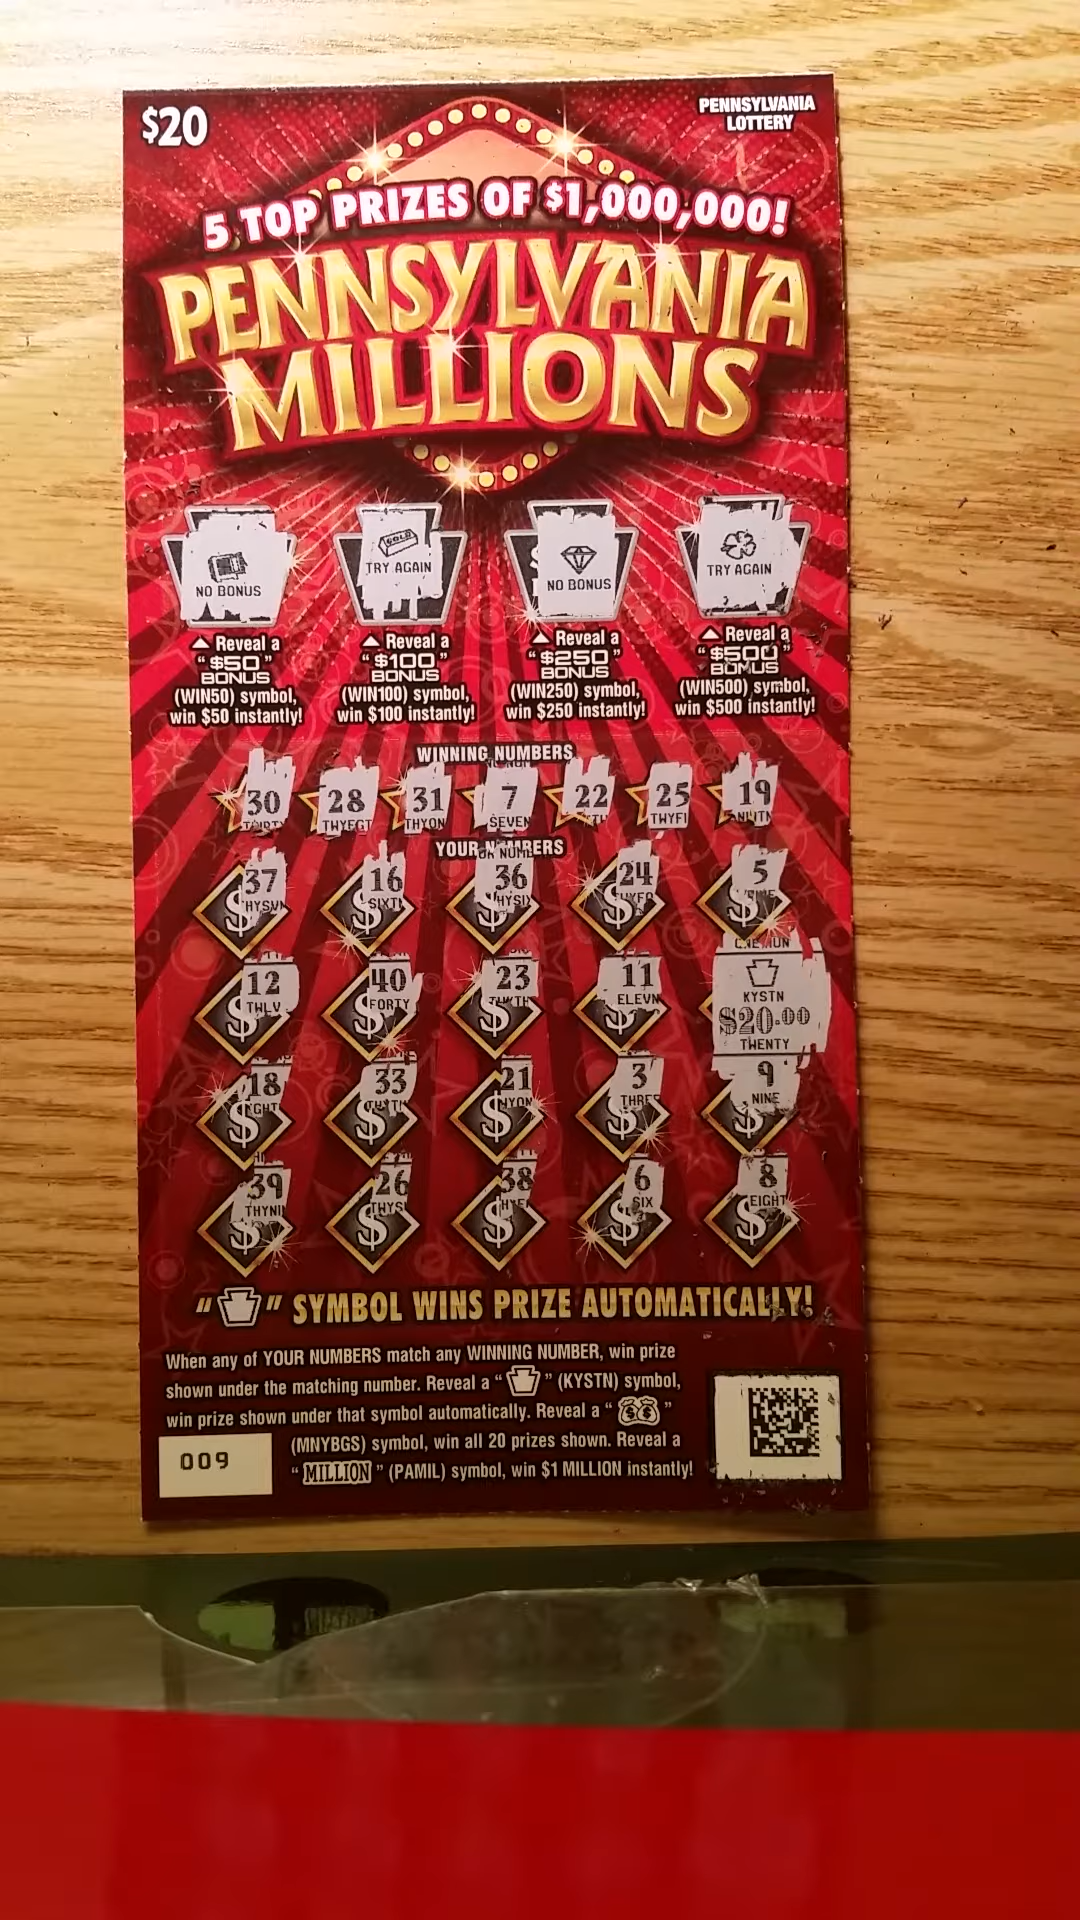 $20
PENNSYLVANIA
LOTTERY
5 TOP PRIZES OF $1,000,000!
PENNSYLVANIA
MILLIONS
NO BONUS
GOLD
TRY AGAIN
NO BONUS
TRY AGAIN
Reveal a
"$50"
BONUS
(WIN50) symbol,
win $50 instantly!
Reveal a
"$100"
BONUS
(WIN100) symbol,
win $100 instantly!
Reveal a
"$250"
BONUS
(WIN250) symbol,
win $250 instantly!
Reveal a
"$500"
BONUS
(WIN500) symbol,
win $500 instantly!
WINNING NUMBERS
30 28 31 7 22 25 19
THYON SEVEN TWYFI
YOUR NUMBERS
37 16 36 24 5
12 40 23 11
FORTY ELEVN KYSTN
$20.00
TWENTY
18 33 21 3 9
NINE
39 26 38 6 8
THYNI SIX EIGHT
" " SYMBOL WINS PRIZE AUTOMATICALLY!
When any of YOUR NUMBERS match any WINNING NUMBER, win prize
shown under the matching number. Reveal a " " (KYSTN) symbol,
win prize shown under that symbol automatically. Reveal a " "
(MNYBGS) symbol, win all 20 prizes shown. Reveal a
"MILLION" (PAMIL) symbol, win $1 MILLION instantly!
009